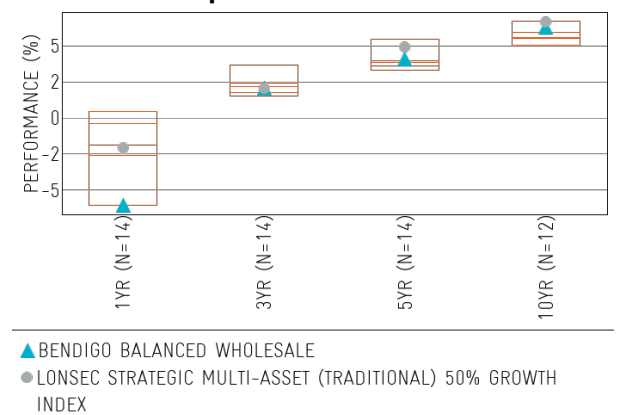 PERFORMANCE (%)
5
2
0
-2
-5
1YR (N=14)
3YR (N=14)
5YR (N=14)
10YR (N=12)
BENDIGO BALANCED WHOLESALE
LONSEC STRATEGIC MULTI-ASSET (TRADITIONAL) 50% GROWTH
INDEX